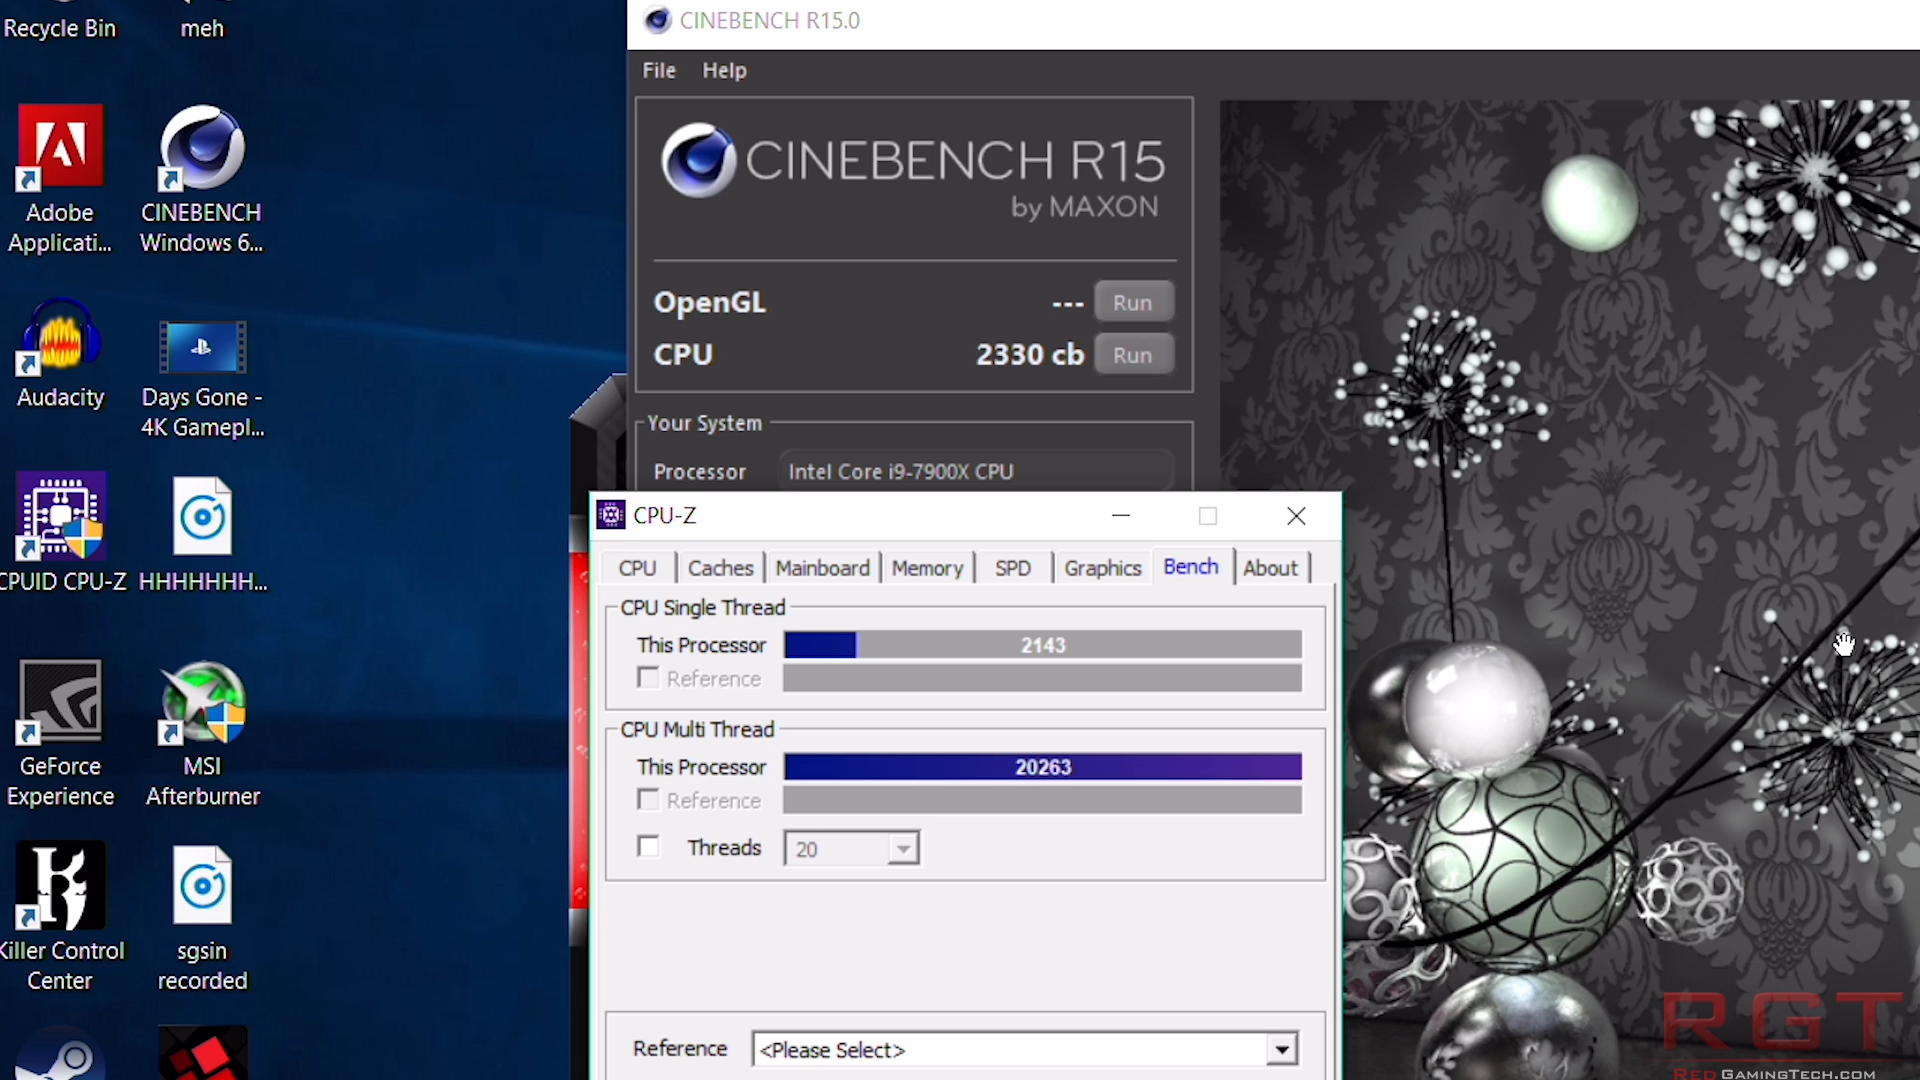 Recycle Bin
meh
Adobe
Applicati...
CINEBENCH
Windows 6...
Audacity
Days Gone -
4K Gamepl...
CPUID CPU-Z
HHHHHHH...
GeForce
Experience
MSI
Afterburner
Killer Control
Center
sgsin
recorded
CINEBENCH R15.0
File Help
CINEBENCH R15
by MAXON
OpenGL --- Run
CPU 2330 cb Run
Your System
Processor Intel Core i9-7900X CPU
CPU-Z
CPU Caches Mainboard Memory SPD Graphics Bench About
CPU Single Thread
This Processor 2143
Reference
CPU Multi Thread
This Processor 20263
Reference
Threads 20
Reference <Please Select>
RGT
RED GAMINGTECH.COM